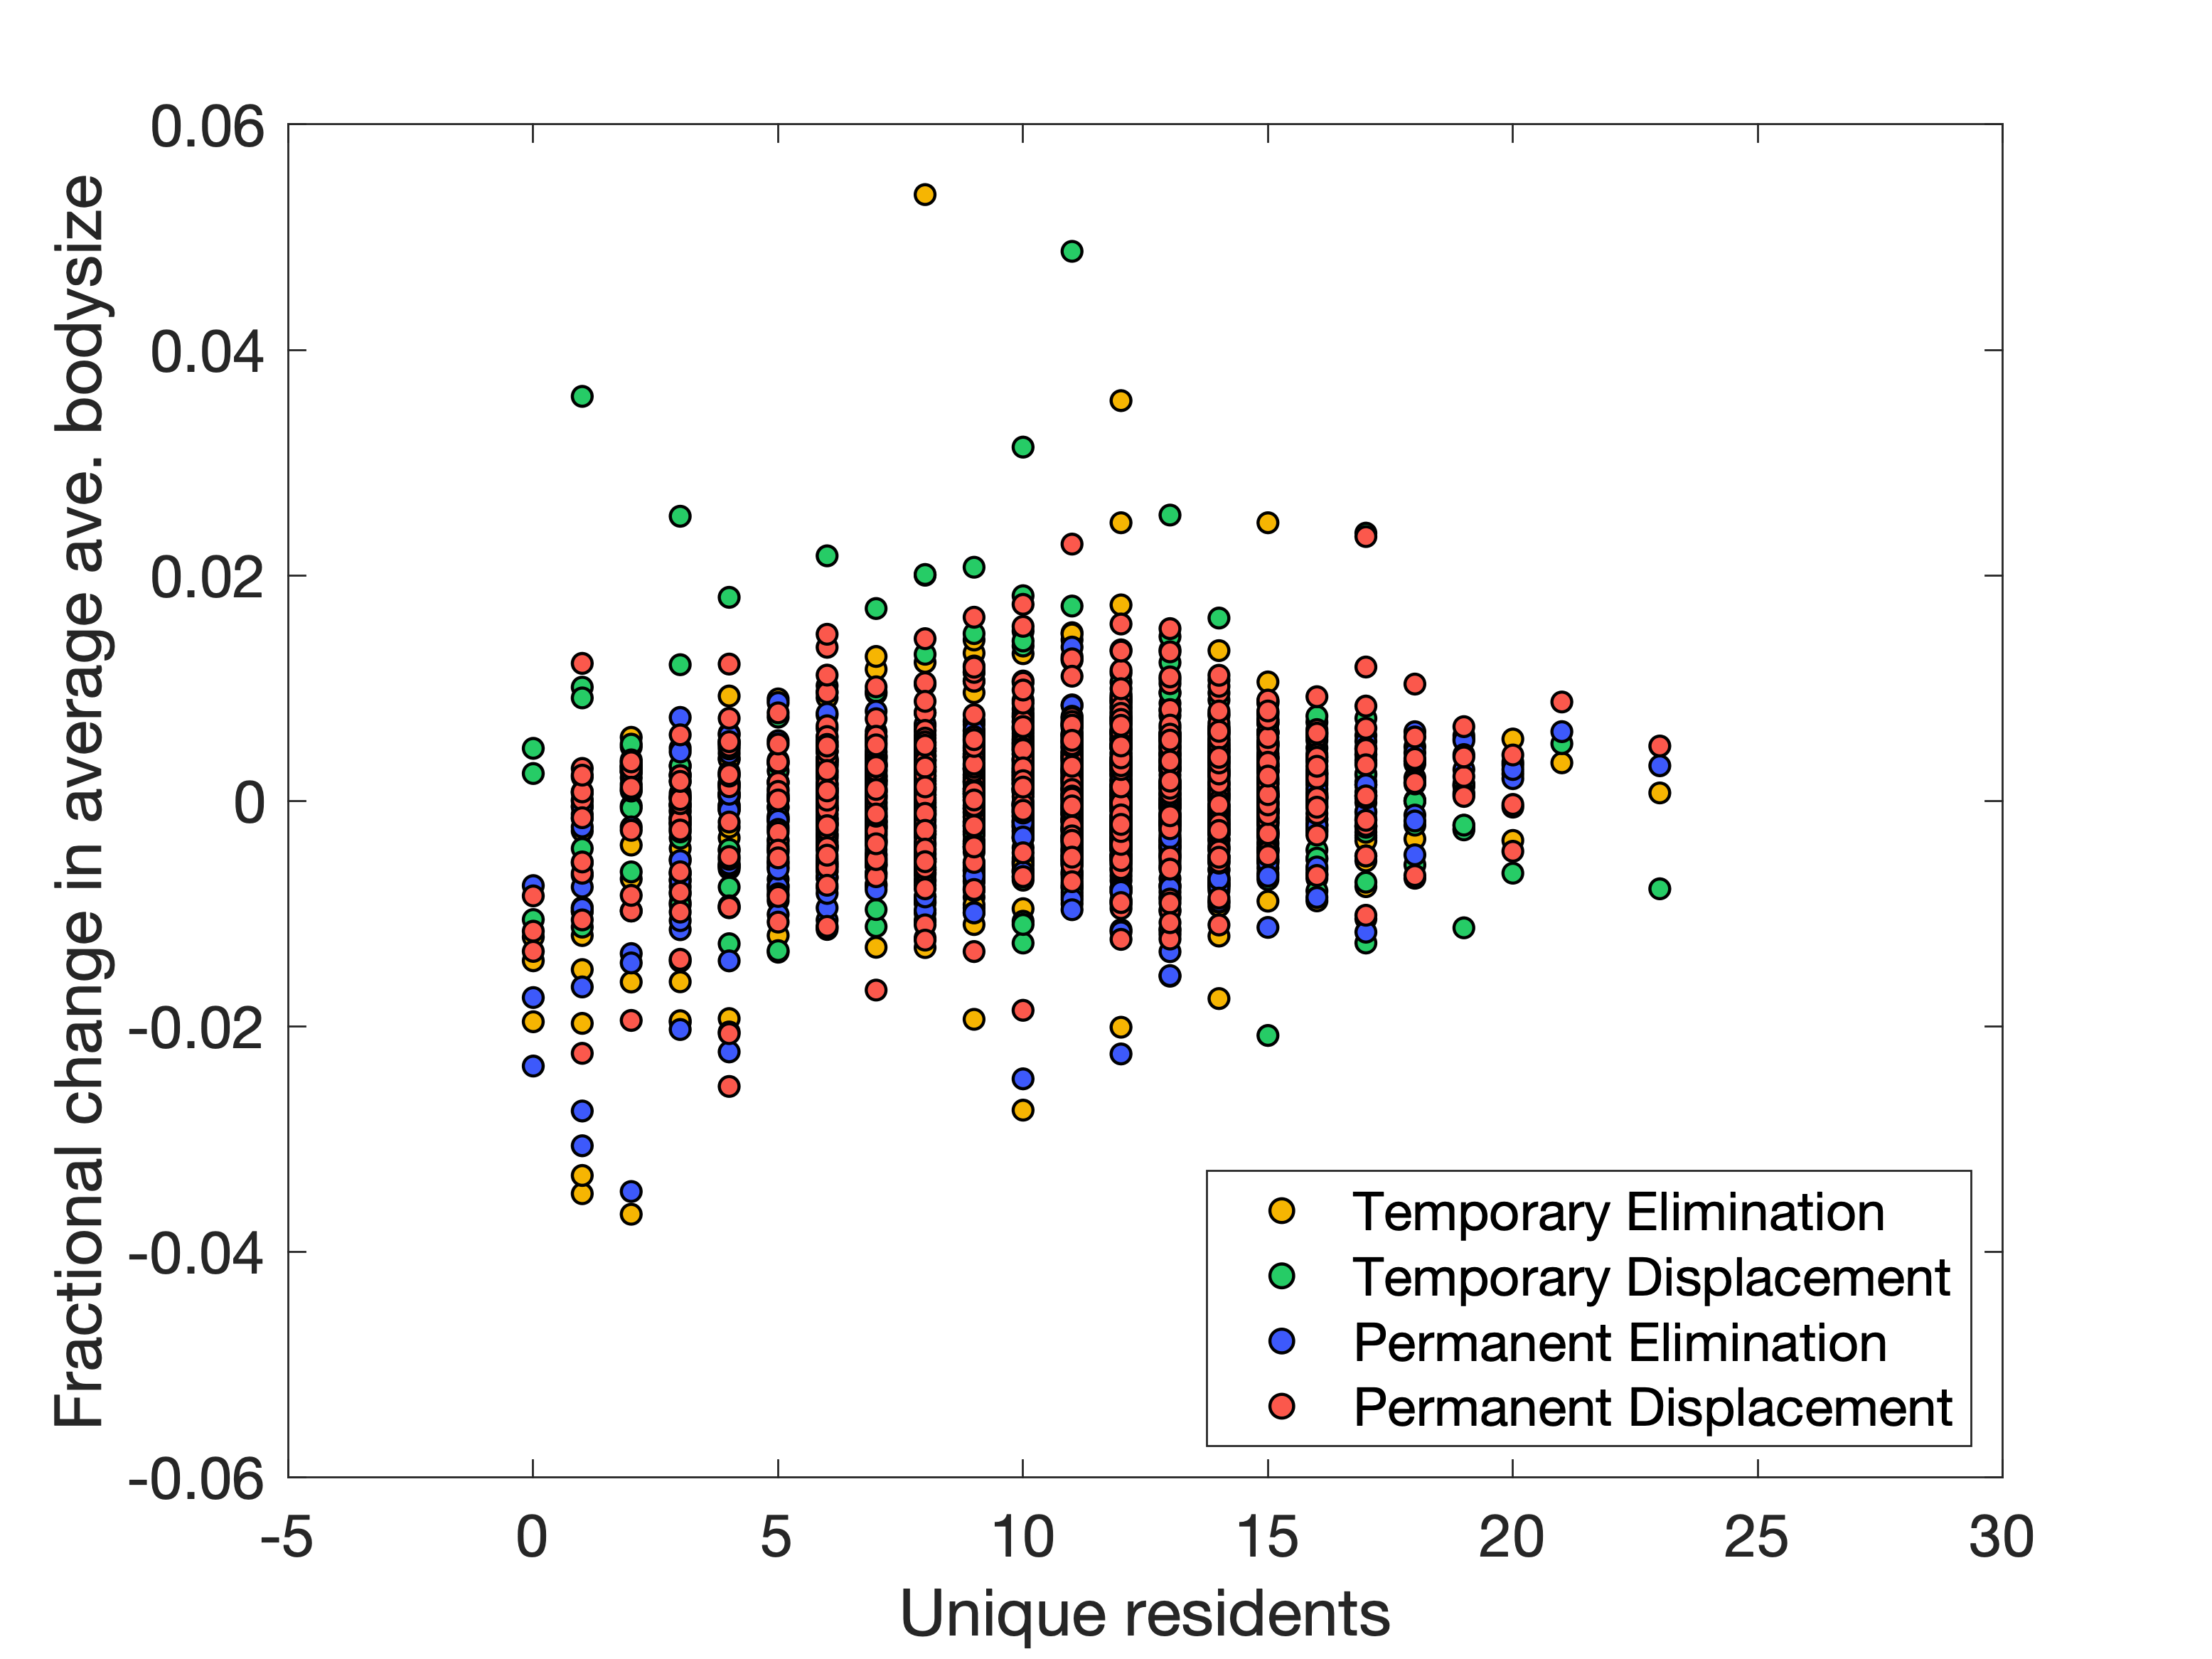 Fractional change in average ave. bodysize
0.06
0.04
0.02
0
-0.02
-0.04
-0.06
-5 0 5 10 15 20 25 30
Unique residents
Temporary Elimination
Temporary Displacement
Permanent Elimination
Permanent Displacement